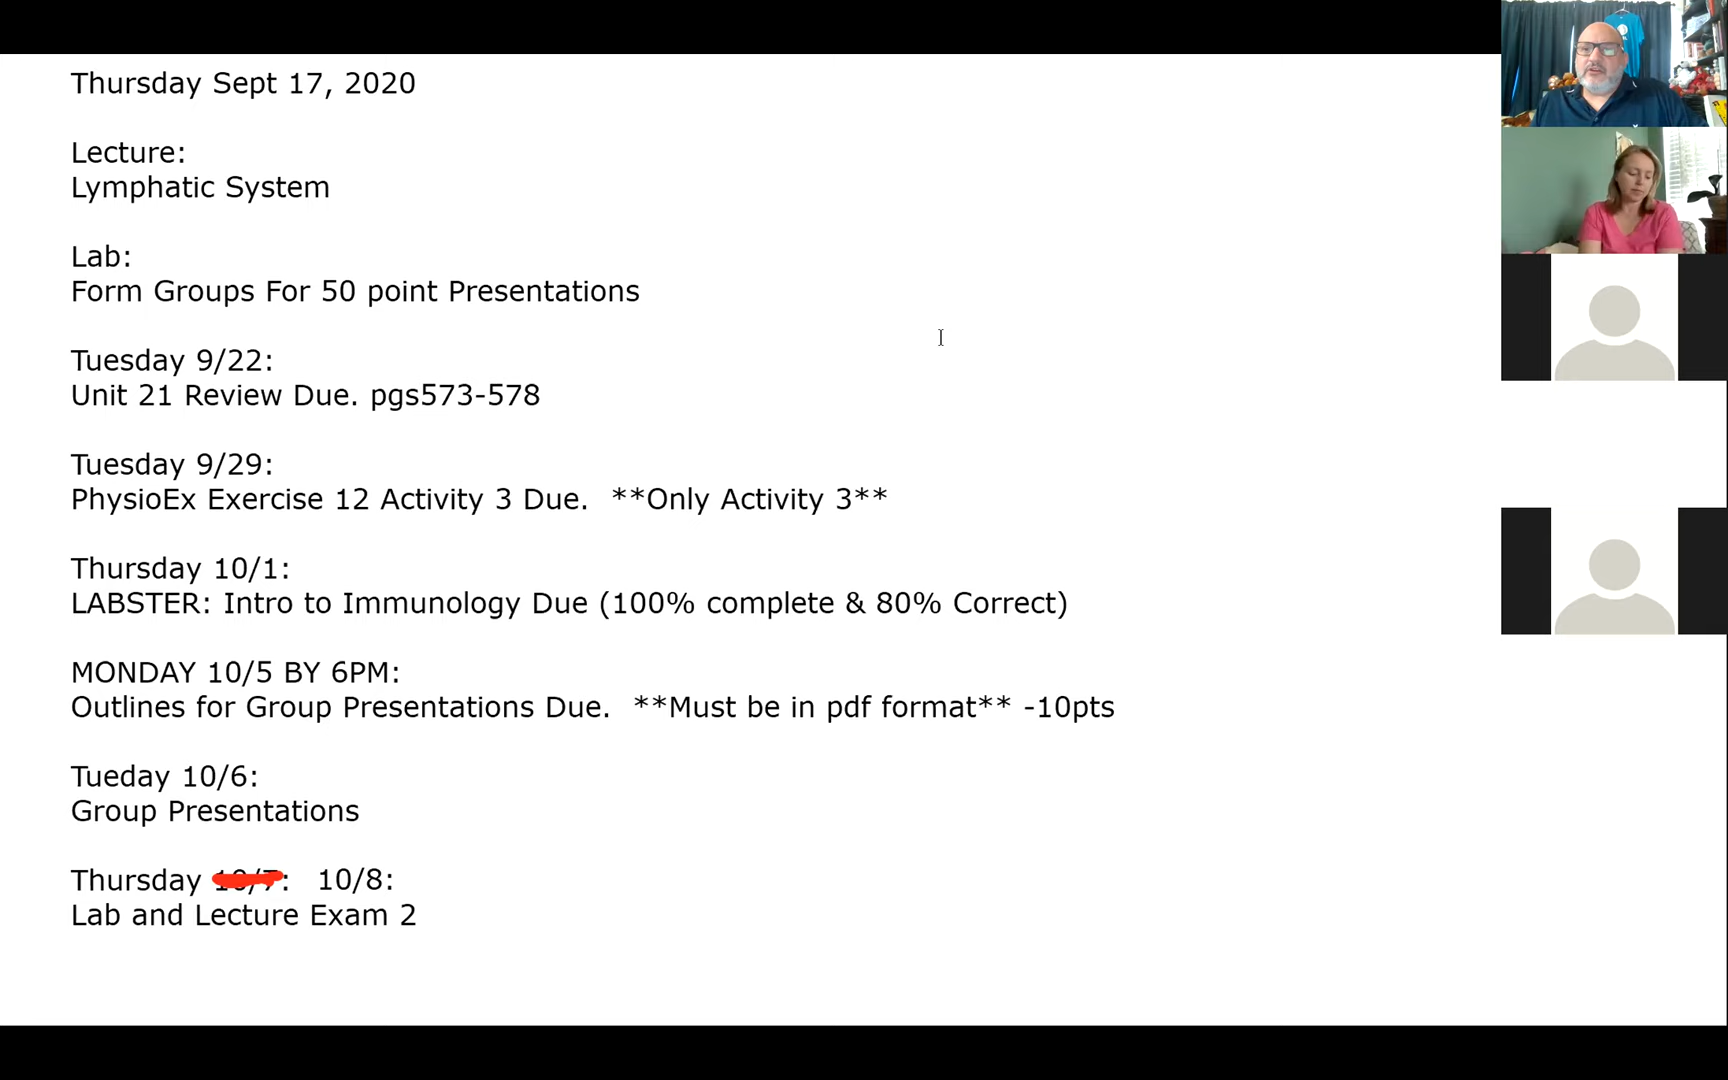 Thursday Sept 17, 2020
Lecture:
Lymphatic System
Lab:
Form Groups For 50 point Presentations
Tuesday 9/22:
Unit 21 Review Due. pgs573-578
Tuesday 9/29:
PhysioEx Exercise 12 Activity 3 Due.  **Only Activity 3**
Thursday 10/1:
LABSTER: Intro to Immunology Due (100% complete & 80% Correct)
MONDAY 10/5 BY 6PM:
Outlines for Group Presentations Due.  **Must be in pdf format** -10pts
Tueday 10/6:
Group Presentations
Thursday 10/7:  10/8:
Lab and Lecture Exam 2